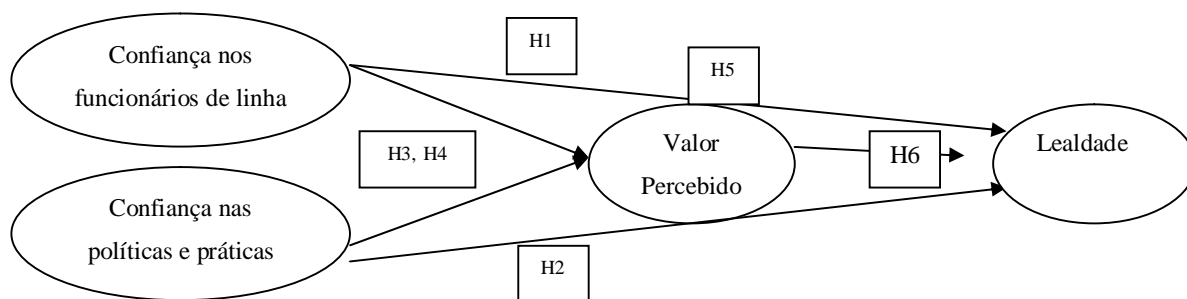 Confiança nos
funcionários de linha
H1
H5
H3, H4
Valor
Percebido
H6
Lealdade
Confiança nas
políticas e práticas
H2